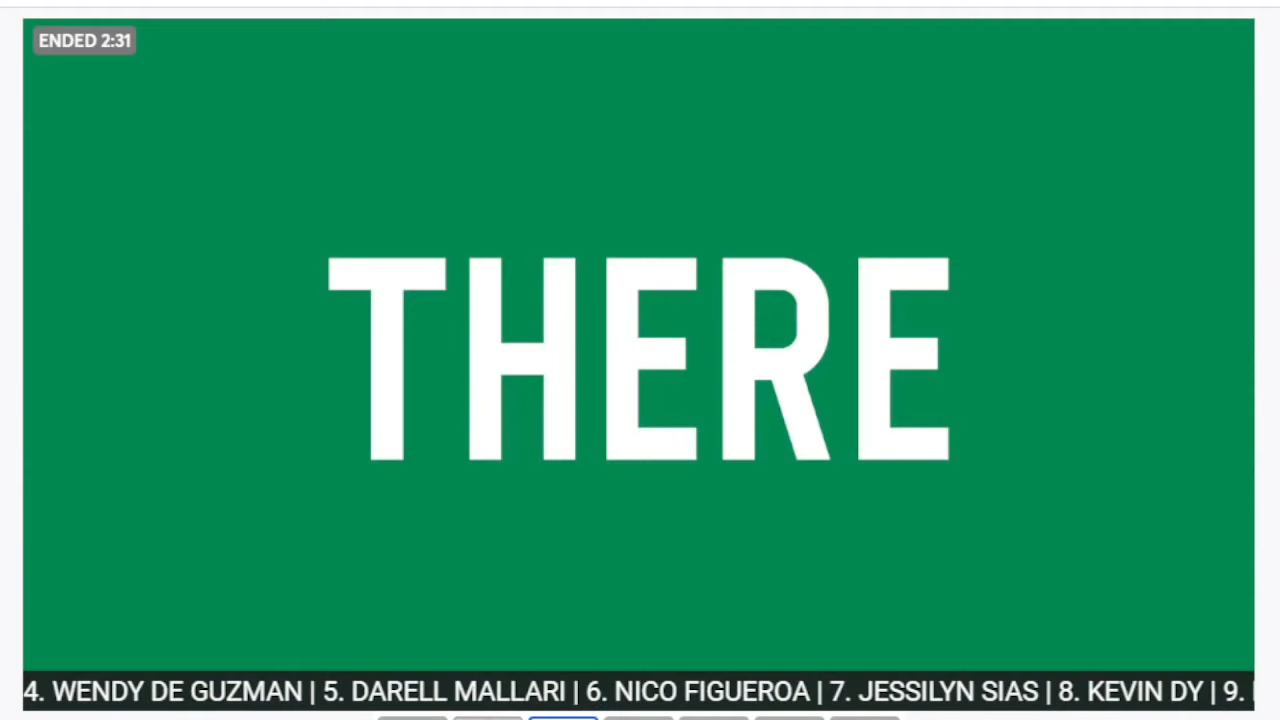 ENDED 2:31
THERE
4. WENDY DE GUZMAN | 5. DARELL MALLARI | 6. NICO FIGUEROA | 7. JESSILYN SIAS | 8. KEVIN DY | 9.